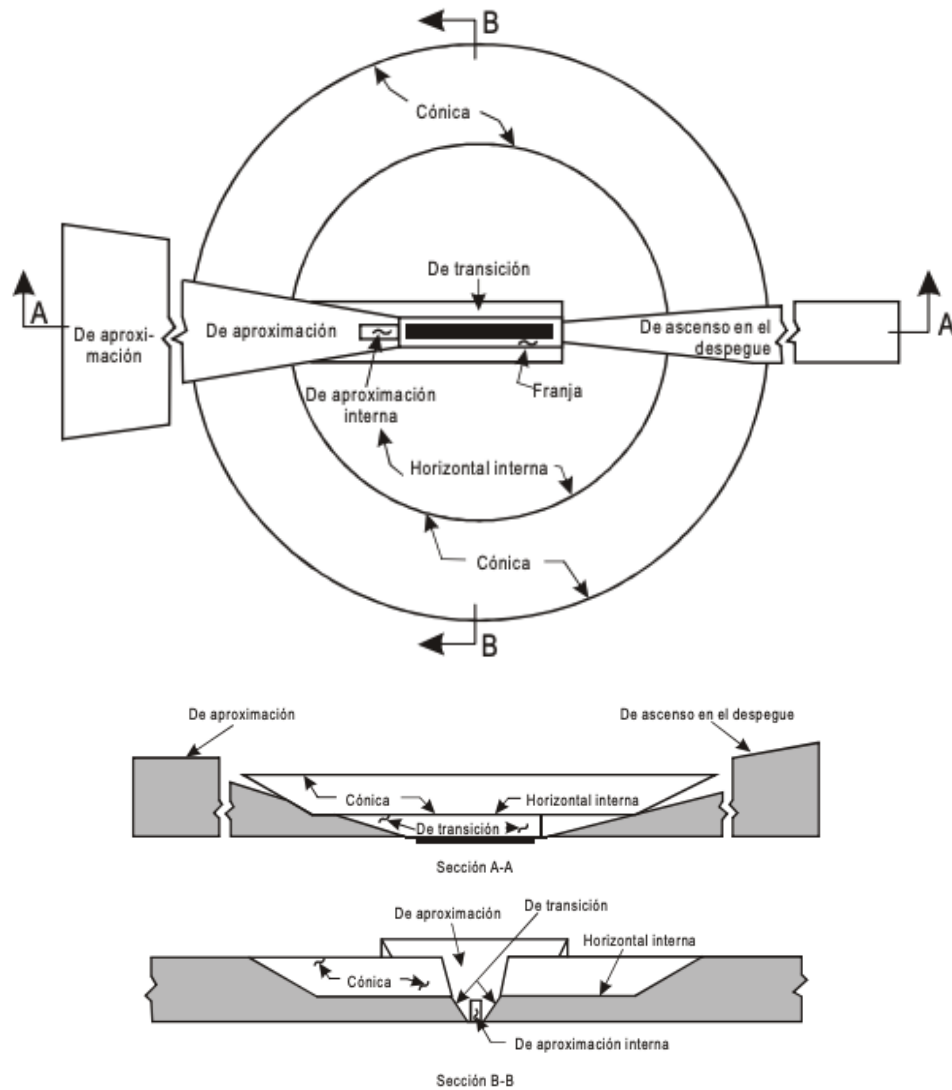 B
Cónica
De transición
A
De aproxi-
mación
De aproximación
De ascenso en el
despegue
A
De aproximación
interna
Franja
Horizontal interna
Cónica
B
De aproximación
De ascenso en el despegue
Cónica
Horizontal interna
De transición
Sección A-A
De transición
De aproximación
Horizontal interna
Cónica
De aproximación interna
Sección B-B